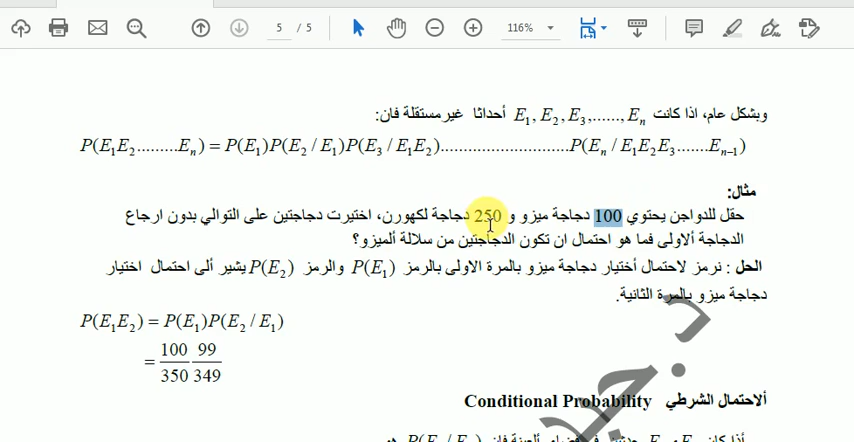 5 / 5
116%
وبشكل عام، اذا كانت E₁, E₂, E₃,......, Eₙ أحداثا غيرمستقلة فان:
P(E₁E₂.........Eₙ) = P(E₁)P(E₂ / E₁)P(E₃ / E₁E₂)............................P(Eₙ / E₁E₂E₃.......Eₙ₋₁)
مثال:
حقل للدواجن يحتوي 100 دجاجة ميزو و 250 دجاجة لكهورن، اختيرت دجاجتين على التوالي بدون ارجاع
الدجاجة ألاولى فما هو احتمال ان تكون الدجاجتين من سلالة ألميزو؟
الحل : نرمز لاحتمال أختيار دجاجة ميزو بالمرة الاولى بالرمز P(E₁) والرمز P(E₂) يشير ألى احتمال اختيار
دجاجة ميزو بالمرة الثانية.
P(E₁E₂) = P(E₁)P(E₂ / E₁)
= 100/350 99/349
ألاحتمال الشرطي Conditional Probability